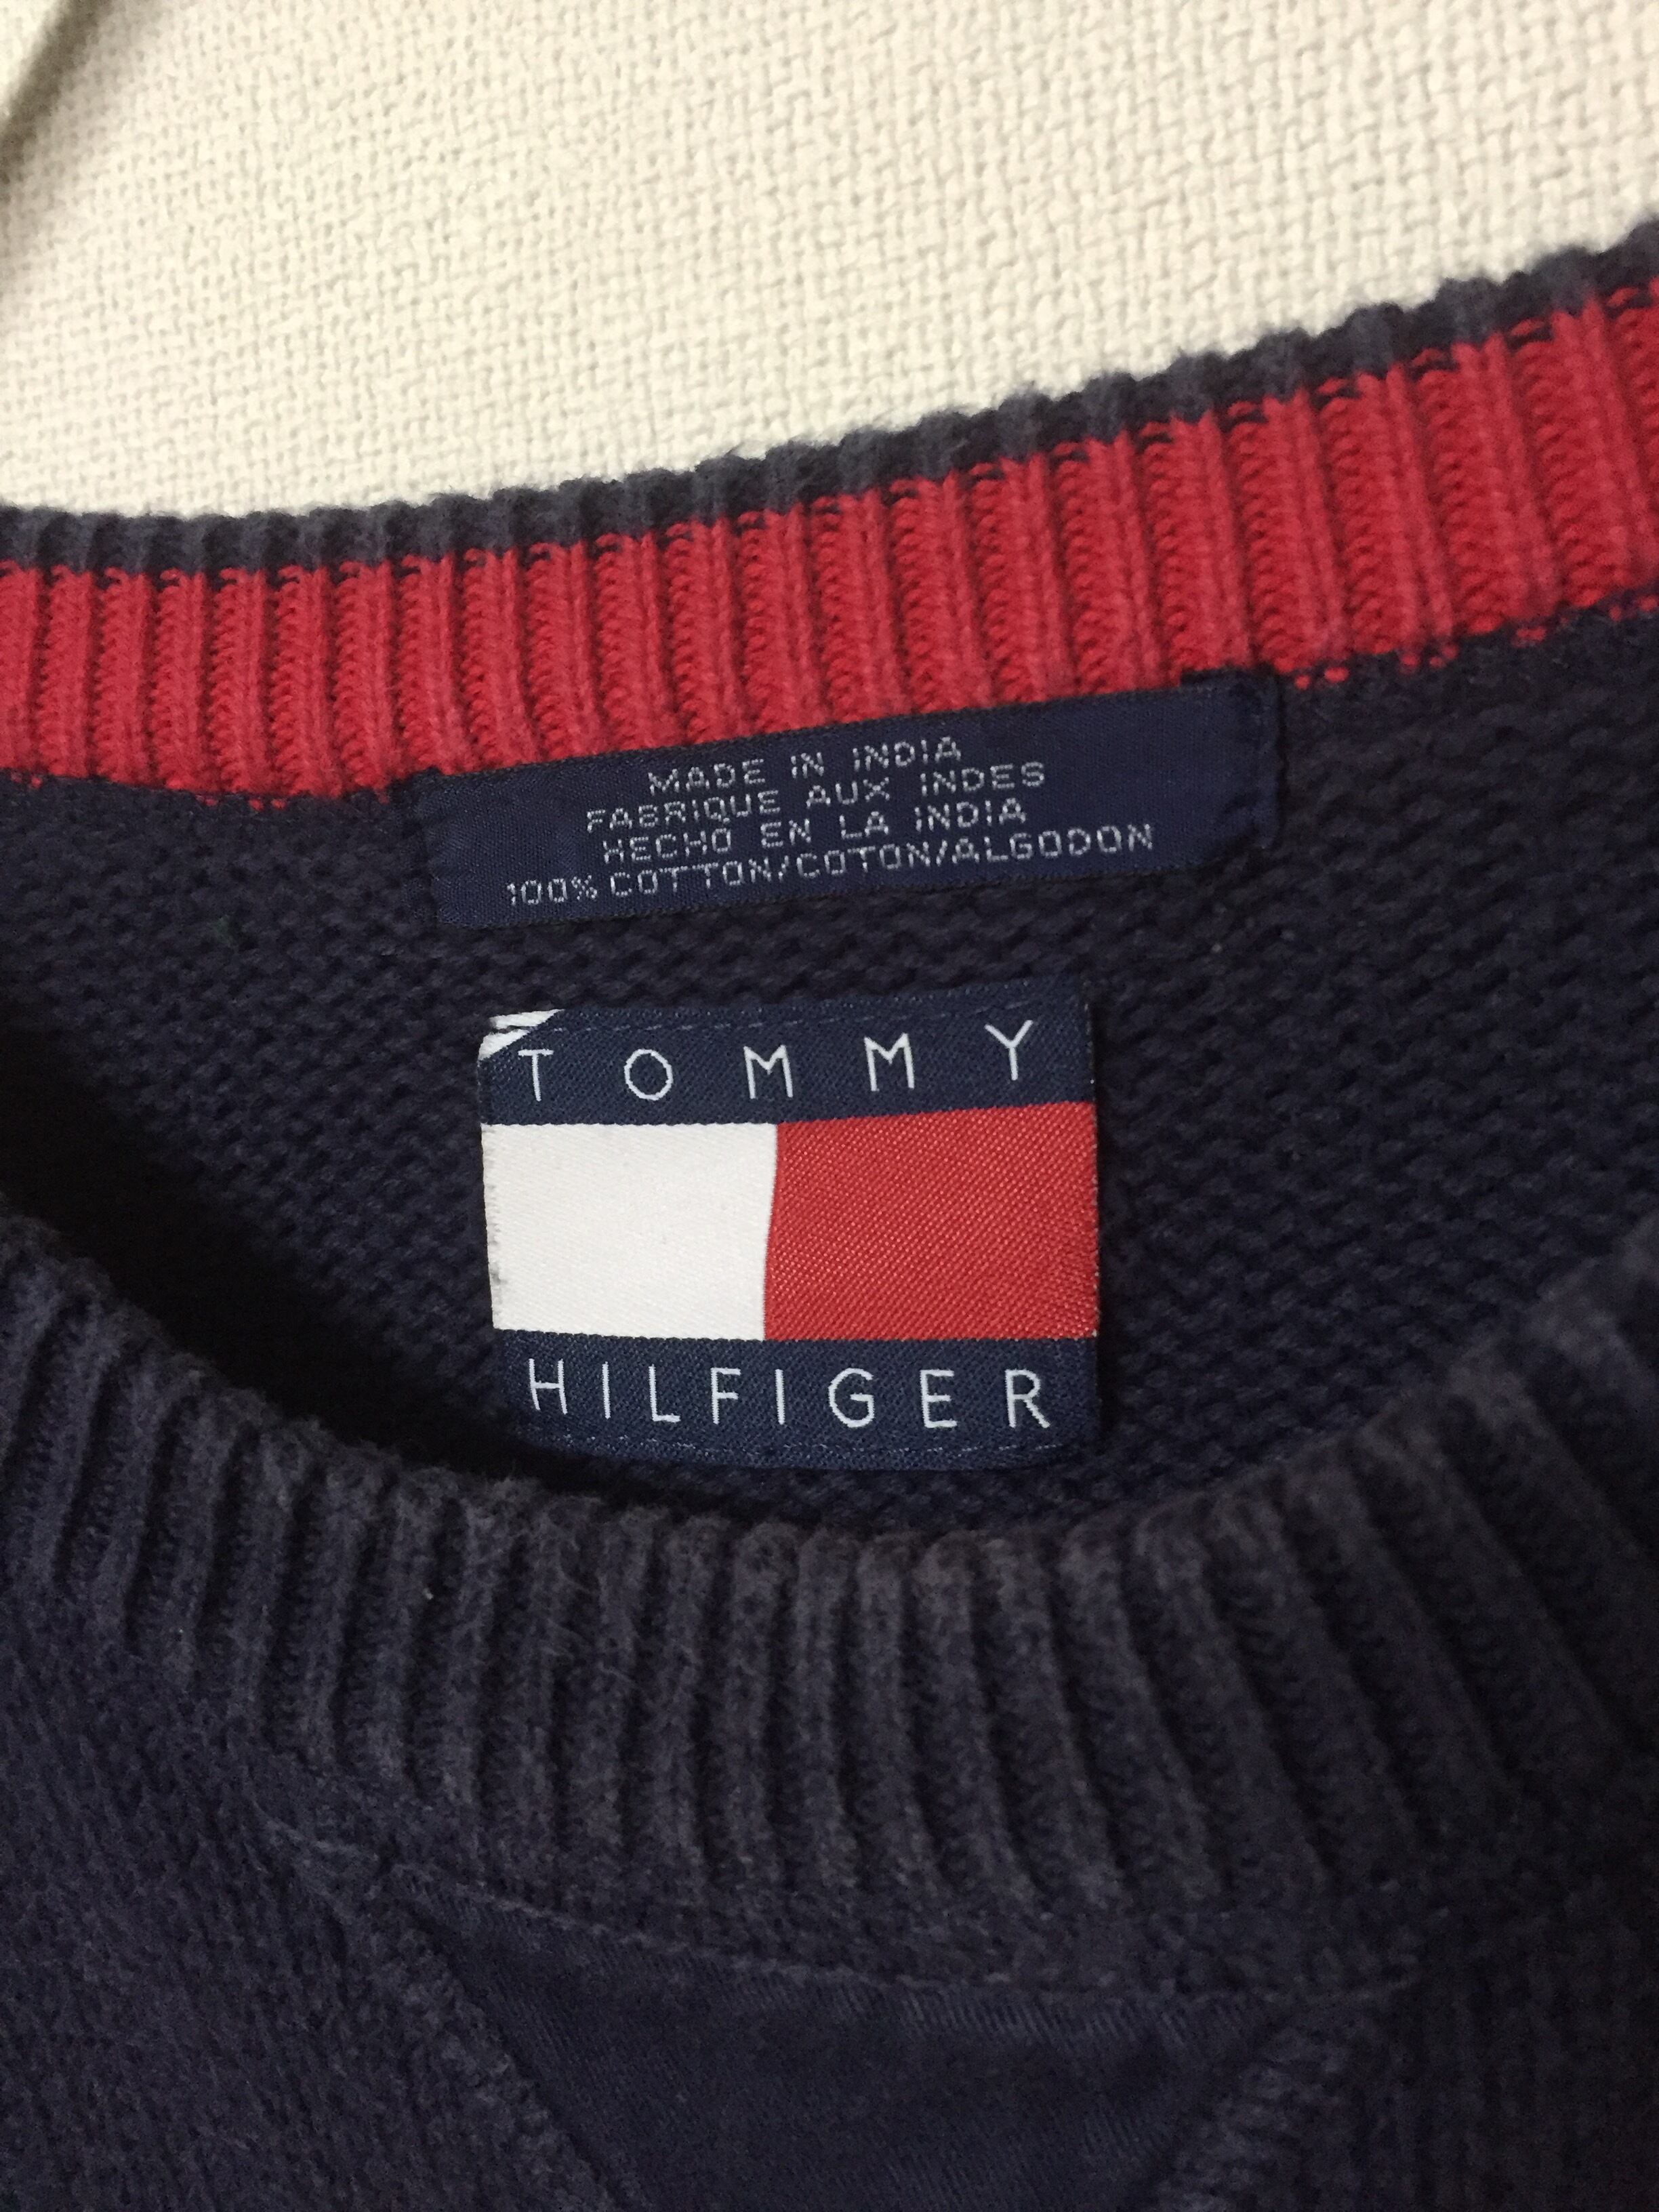 MADE IN INDIA
FABRIQUE AUX INDES
HECHO EN LA INDIA
100% COTTON/COTON/ALGODON
TOMMY
HILFIGER